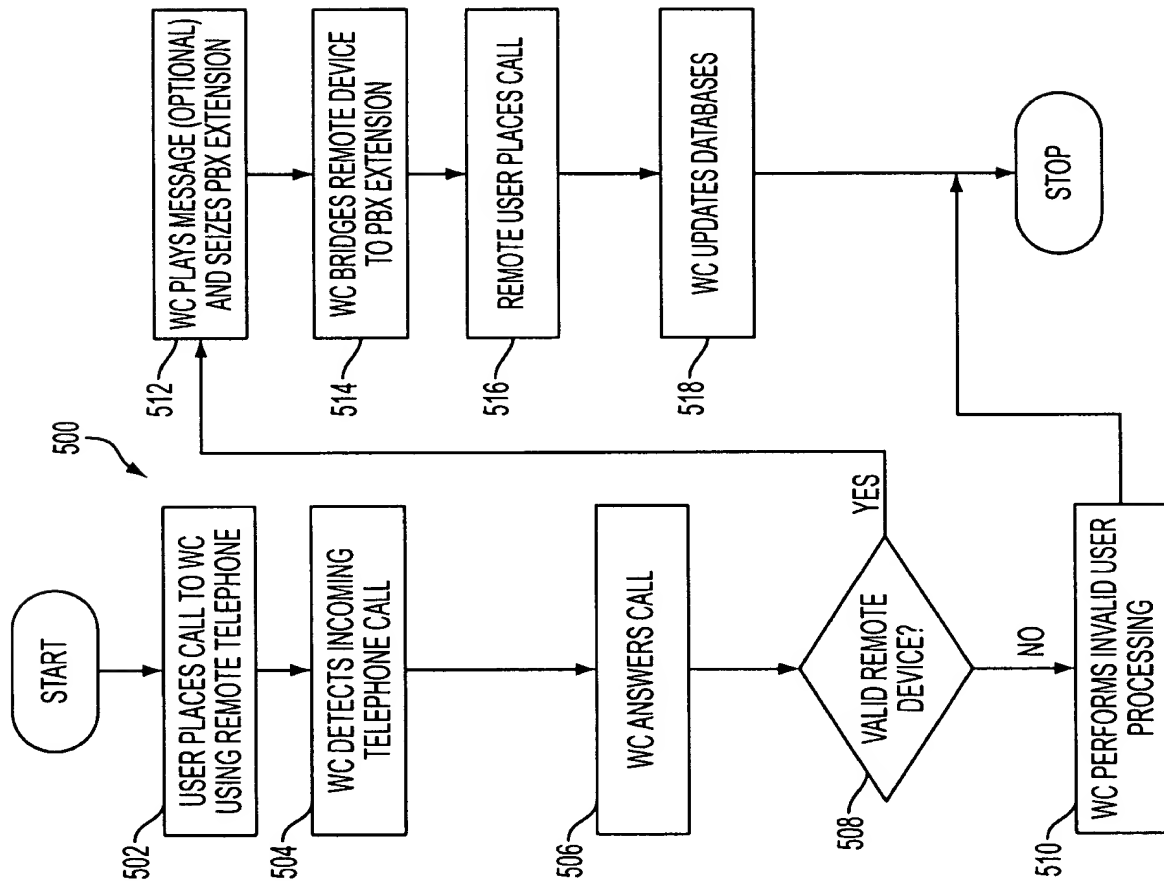 500
START
502
USER PLACES CALL TO WC
USING REMOTE TELEPHONE
504
WC DETECTS INCOMING
TELEPHONE CALL
506
WC ANSWERS CALL
508
VALID REMOTE
DEVICE?
YES
NO
510
WC PERFORMS INVALID USER
PROCESSING
512
WC PLAYS MESSAGE (OPTIONAL)
AND SEIZES PBX EXTENSION
514
WC BRIDGES REMOTE DEVICE
TO PBX EXTENSION
516
REMOTE USER PLACES CALL
518
WC UPDATES DATABASES
STOP